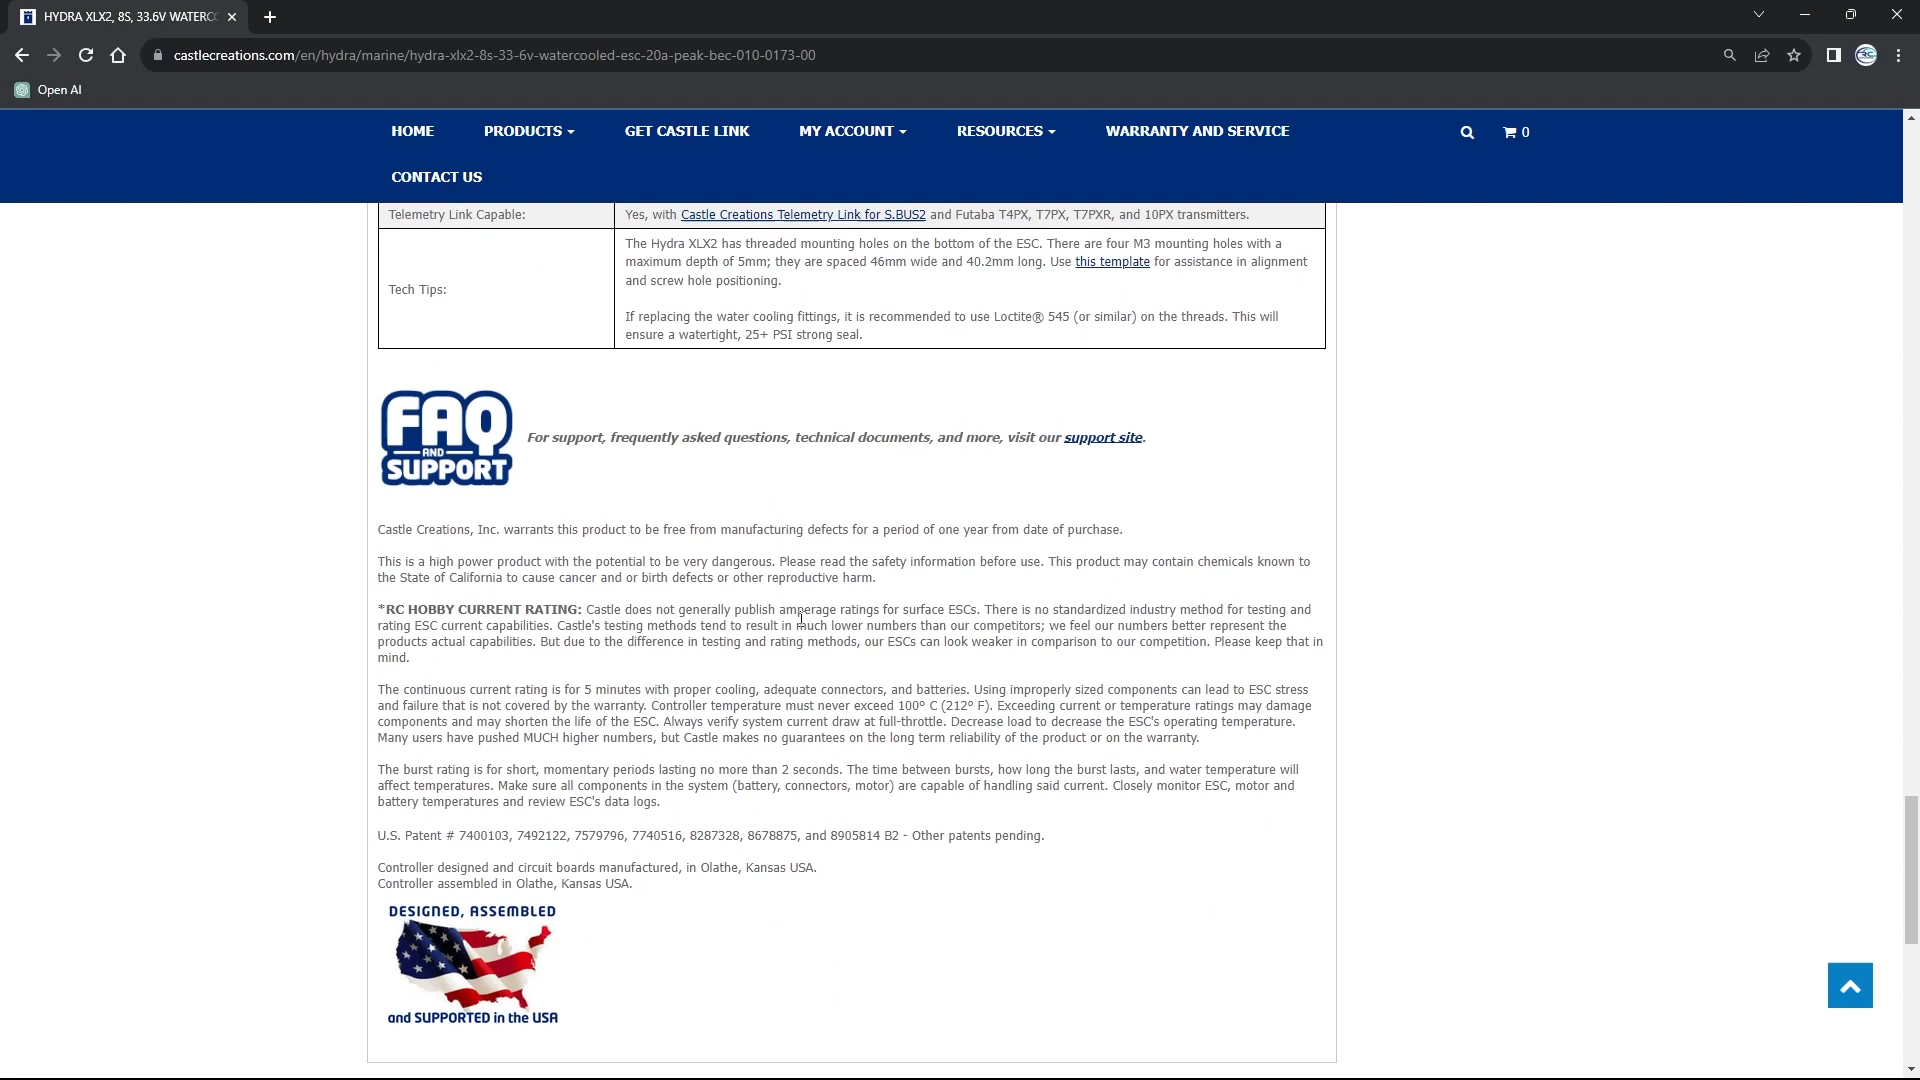 HYDRA XLX2, 8S, 33.6V WATERC
castlecreations.com/en/hydra/marine/hydra-xlx2-8s-33-6v-watercooled-esc-20a-peak-bec-010-0173-00
Open AI
HOME PRODUCTS GET CASTLE LINK MY ACCOUNT RESOURCES WARRANTY AND SERVICE 0
CONTACT US
Telemetry Link Capable: Yes, with Castle Creations Telemetry Link for S.BUS2 and Futaba T4PX, T7PX, T7PXR, and 10PX transmitters.
The Hydra XLX2 has threaded mounting holes on the bottom of the ESC. There are four M3 mounting holes with a
maximum depth of 5mm; they are spaced 46mm wide and 40.2mm long. Use this template for assistance in alignment
and screw hole positioning.
Tech Tips:
If replacing the water cooling fittings, it is recommended to use Loctite® 545 (or similar) on the threads. This will
ensure a watertight, 25+ PSI strong seal.
FAQ
AND
SUPPORT
For support, frequently asked questions, technical documents, and more, visit our support site.
Castle Creations, Inc. warrants this product to be free from manufacturing defects for a period of one year from date of purchase.
This is a high power product with the potential to be very dangerous. Please read the safety information before use. This product may contain chemicals known to
the State of California to cause cancer and or birth defects or other reproductive harm.
*RC HOBBY CURRENT RATING: Castle does not generally publish amperage ratings for surface ESCs. There is no standardized industry method for testing and
rating ESC current capabilities. Castle's testing methods tend to result in much lower numbers than our competitors; we feel our numbers better represent the
products actual capabilities. But due to the difference in testing and rating methods, our ESCs can look weaker in comparison to our competition. Please keep that in
mind.
The continuous current rating is for 5 minutes with proper cooling, adequate connectors, and batteries. Using improperly sized components can lead to ESC stress
and failure that is not covered by the warranty. Controller temperature must never exceed 100º C (212º F). Exceeding current or temperature ratings may damage
components and may shorten the life of the ESC. Always verify system current draw at full-throttle. Decrease load to decrease the ESC's operating temperature.
Many users have pushed MUCH higher numbers, but Castle makes no guarantees on the long term reliability of the product or on the warranty.
The burst rating is for short, momentary periods lasting no more than 2 seconds. The time between bursts, how long the burst lasts, and water temperature will
affect temperatures. Make sure all components in the system (battery, connectors, motor) are capable of handling said current. Closely monitor ESC, motor and
battery temperatures and review ESC's data logs.
U.S. Patent # 7400103, 7492122, 7579796, 7740516, 8287328, 8678875, and 8905814 B2 - Other patents pending.
Controller designed and circuit boards manufactured, in Olathe, Kansas USA.
Controller assembled in Olathe, Kansas USA.
DESIGNED, ASSEMBLED
and SUPPORTED in the USA